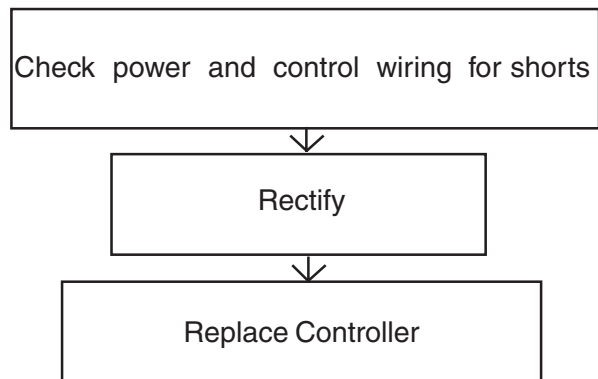 Check power and control wiring for shorts
Rectify
Replace Controller